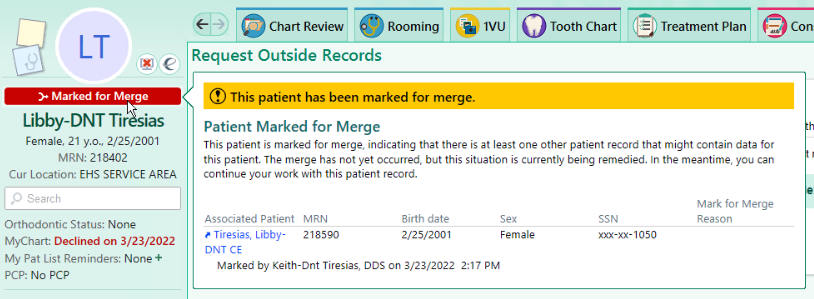 LT
Marked for Merge
Libby-DNT Tiresias
Female, 21 y.o., 2/25/2001
MRN: 218402
Cur Location: EHS SERVICE AREA
Search
Orthodontic Status: None
MyChart: Declined on 3/23/2022
My Pat List Reminders: None +
PCP: No PCP
Chart Review
Rooming
1VU
Tooth Chart
Treatment Plan
Request Outside Records
This patient has been marked for merge.
Patient Marked for Merge
This patient is marked for merge, indicating that there is at least one other patient record that might contain data for
this patient. The merge has not yet occurred, but this situation is currently being remedied. In the meantime, you can
continue your work with this patient record.
Associated Patient MRN Birth date Sex SSN Mark for Merge
Reason
Tiresias, Libby- 218590 2/25/2001 Female xxx-xx-1050
DNT CE
Marked by Keith-Dnt Tiresias, DDS on 3/23/2022 2:17 PM